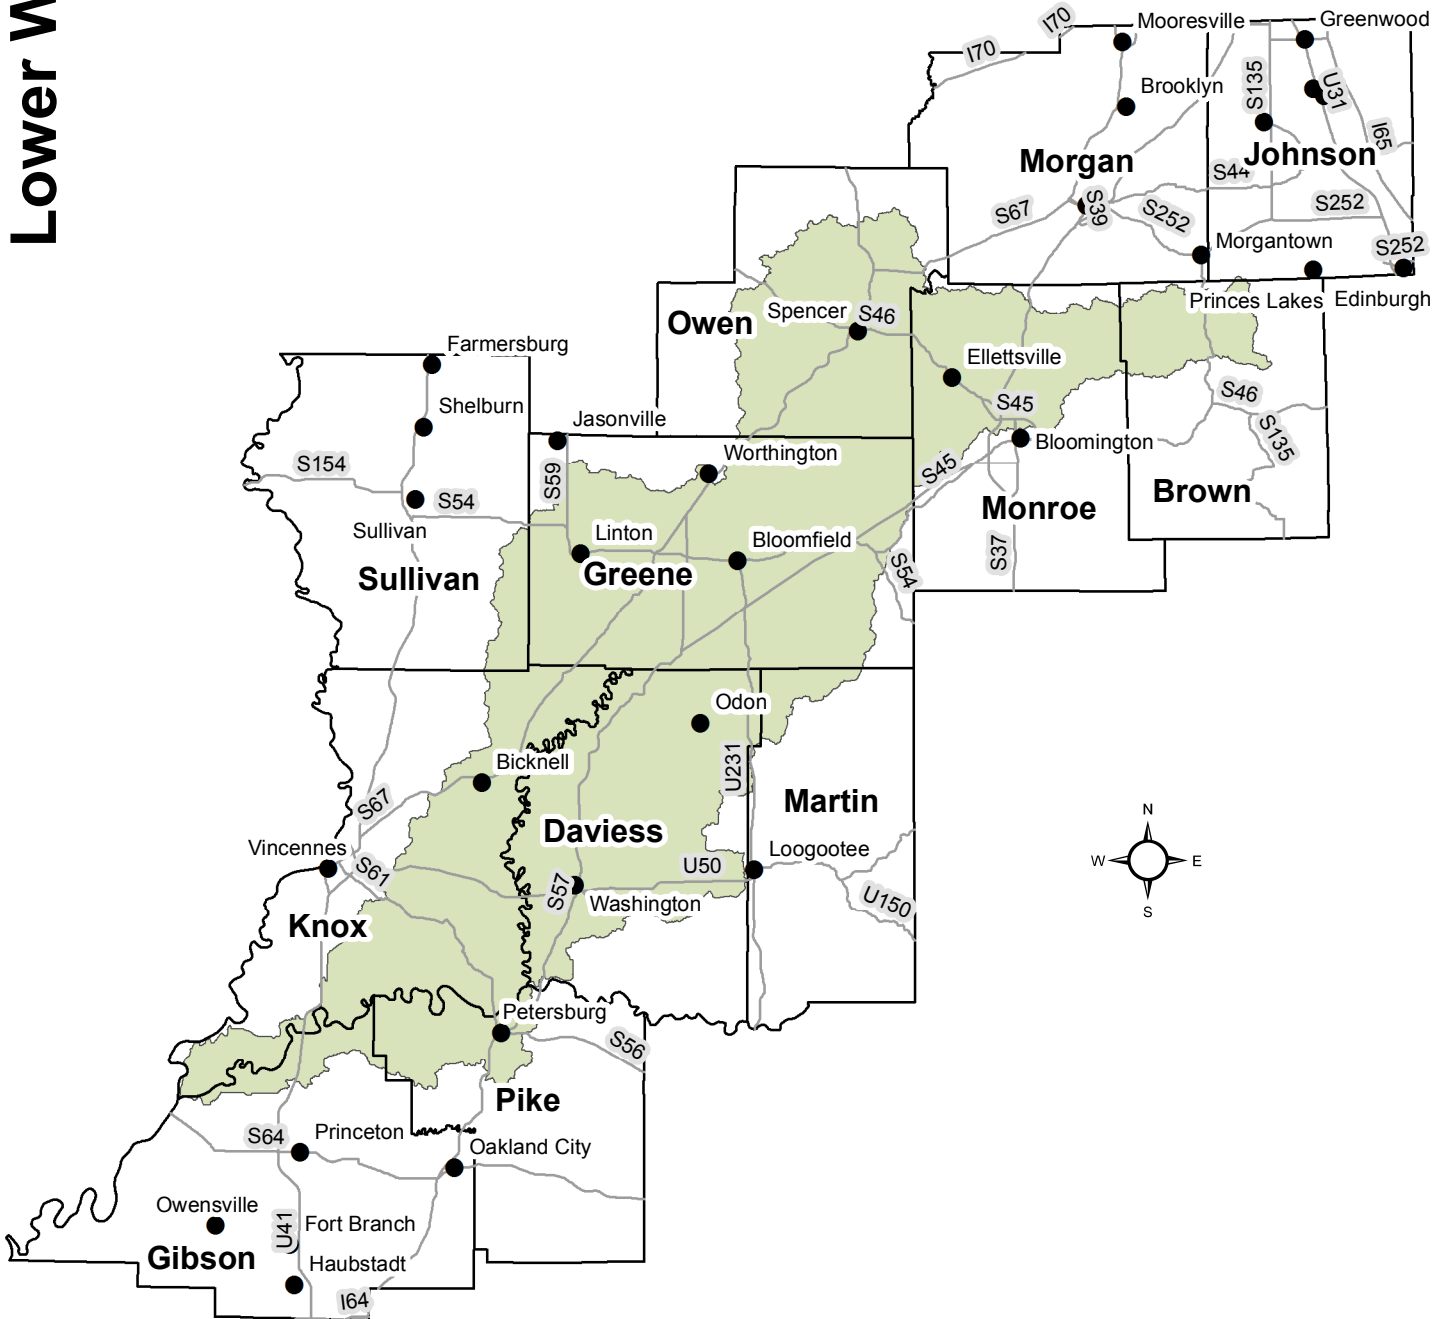 Lower W
I70
I70
Mooresville
Greenwood
Brooklyn
S135
U31
I65
Morgan
Johnson
S44
S67
S39
S252
S252
S252
Morgantown
Princes Lakes
Edinburgh
Owen
Spencer
S46
Ellettsville
S45
S46
S135
Farmersburg
Shelburn
Jasonville
Worthington
Bloomington
S154
S59
S45
Brown
S54
Monroe
Sullivan
Linton
Bloomfield
S54
S37
Sullivan
Greene
Odon
Bicknell
U231
Martin
S67
Daviess
Vincennes
S61
U50
Loogootee
S57
Washington
U150
Knox
N
W
E
S
Petersburg
S56
Pike
S64
Princeton
Oakland City
Owensville
U41
Fort Branch
Gibson
Haubstadt
I64